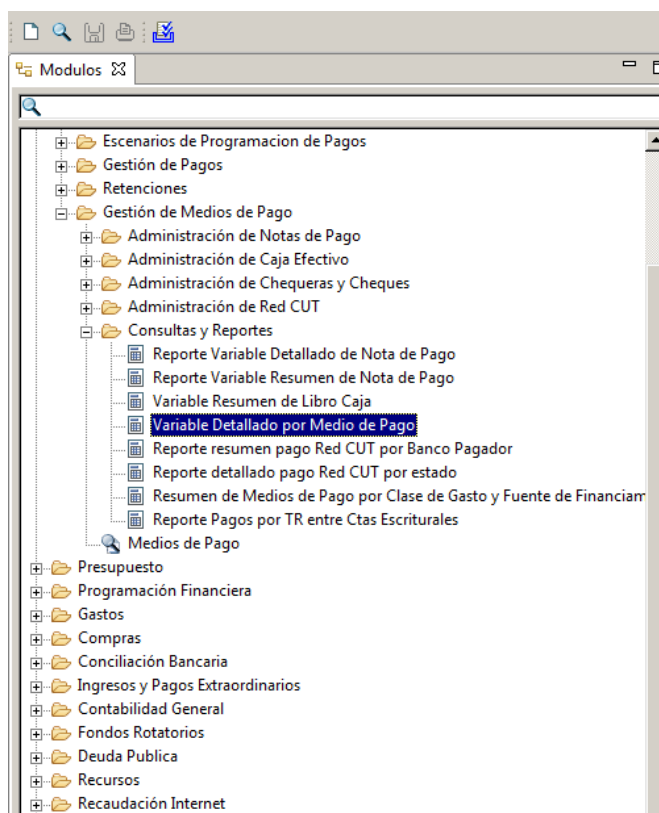 Modulos
Escenarios de Programacion de Pagos
Gestión de Pagos
Retenciones
Gestión de Medios de Pago
Administración de Notas de Pago
Administración de Caja Efectivo
Administración de Chequeras y Cheques
Administración de Red CUT
Consultas y Reportes
Reporte Variable Detallado de Nota de Pago
Reporte Variable Resumen de Nota de Pago
Variable Resumen de Libro Caja
Variable Detallado por Medio de Pago
Reporte resumen pago Red CUT por Banco Pagador
Reporte detallado pago Red CUT por estado
Resumen de Medios de Pago por Clase de Gasto y Fuente de Financiam
Reporte Pagos por TR entre Ctas Escriturales
Medios de Pago
Presupuesto
Programación Financiera
Gastos
Compras
Conciliación Bancaria
Ingresos y Pagos Extraordinarios
Contabilidad General
Fondos Rotatorios
Deuda Publica
Recursos
Recaudación Internet